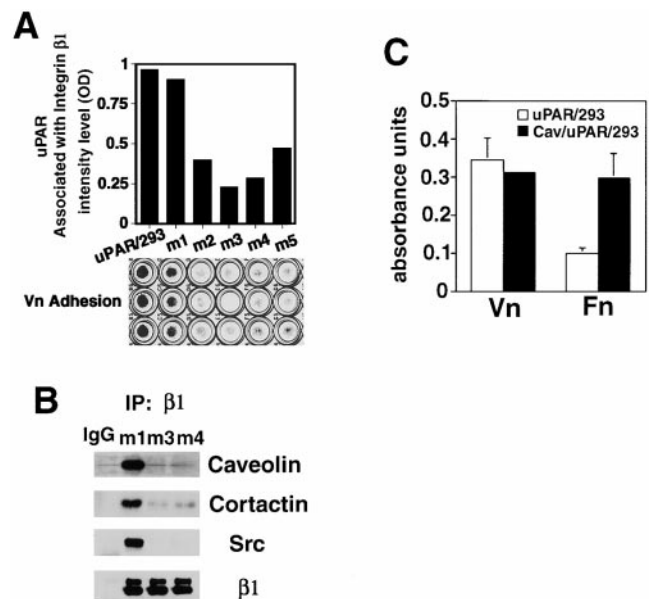 A
uPAR
Associated with Integrin β1
intensity level (OD)
1
0.75
0.5
0.25
0
uPAR/293 m1 m2 m3 m4 m5
Vn Adhesion
C
absorbance units
0.5
0.4
0.3
0.2
0.1
0
uPAR/293
Cav/uPAR/293
Vn Fn
B
IP: β1
IgG m1 m3 m4
Caveolin
Cortactin
Src
β1